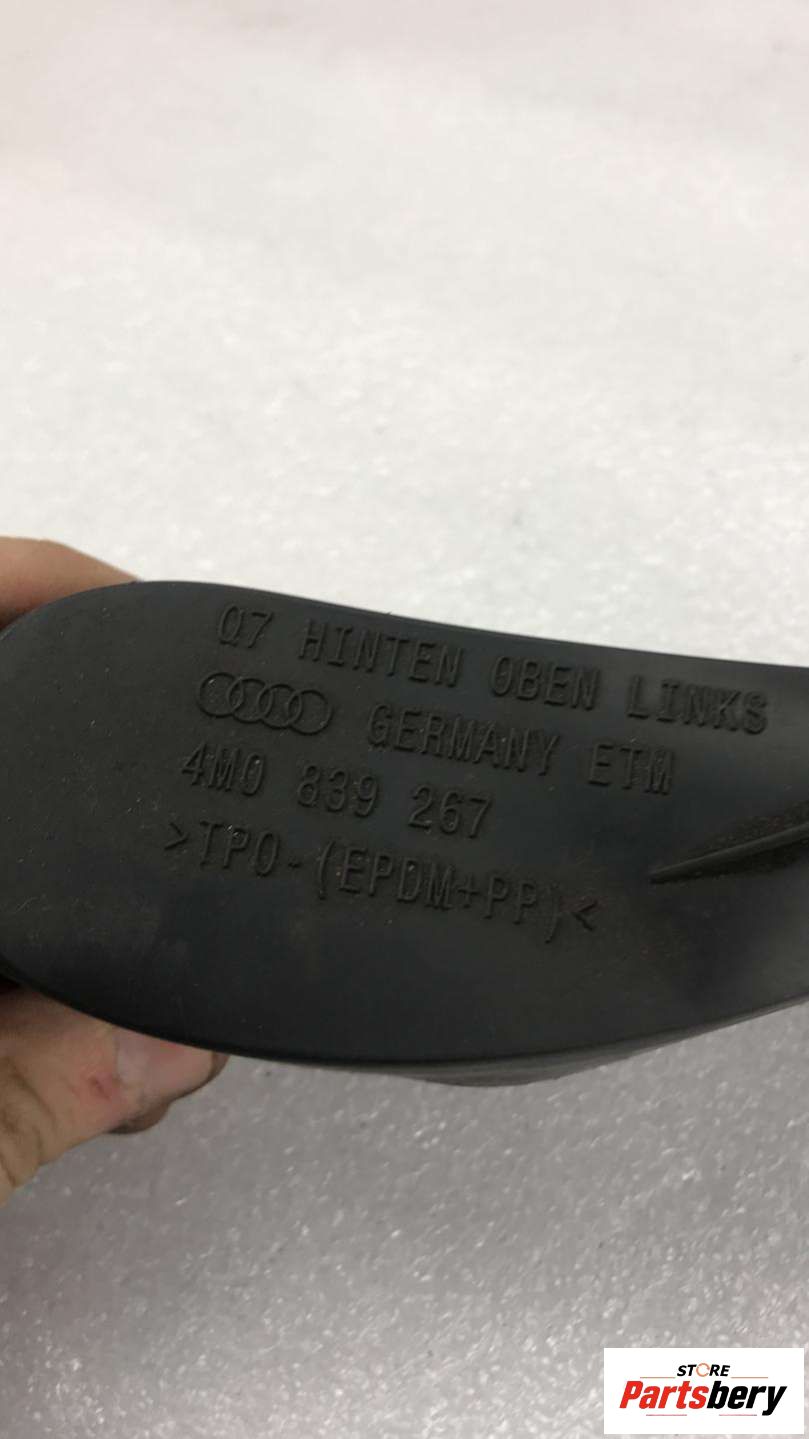 Q7 HINTEN OBEN LINKS
GERMANY ETM
4M0 839 267
>TPO-(EPDM+PP)<
STORE
Partsbery